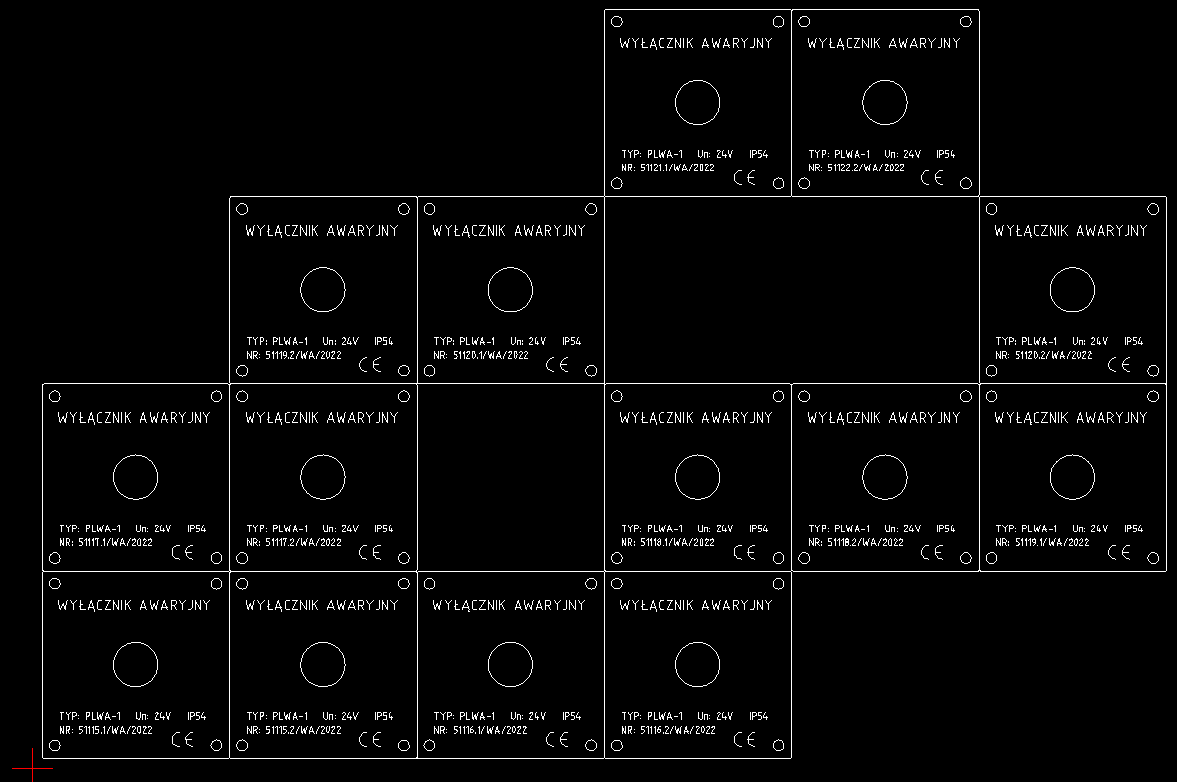 WYŁĄCZNIK AWARYJNY
TYP: PLWA-1 Un: 24V IP54
NR: 51121.1/WA/2022
CE
WYŁĄCZNIK AWARYJNY
TYP: PLWA-1 Un: 24V IP54
NR: 51122.2/WA/2022
CE
WYŁĄCZNIK AWARYJNY
TYP: PLWA-1 Un: 24V IP54
NR: 51119.2/WA/2022
CE
WYŁĄCZNIK AWARYJNY
TYP: PLWA-1 Un: 24V IP54
NR: 51120.1/WA/2022
CE
WYŁĄCZNIK AWARYJNY
TYP: PLWA-1 Un: 24V IP54
NR: 51120.2/WA/2022
CE
WYŁĄCZNIK AWARYJNY
TYP: PLWA-1 Un: 24V IP54
NR: 51117.1/WA/2022
CE
WYŁĄCZNIK AWARYJNY
TYP: PLWA-1 Un: 24V IP54
NR: 51117.2/WA/2022
CE
WYŁĄCZNIK AWARYJNY
TYP: PLWA-1 Un: 24V IP54
NR: 51118.1/WA/2022
CE
WYŁĄCZNIK AWARYJNY
TYP: PLWA-1 Un: 24V IP54
NR: 51118.2/WA/2022
CE
WYŁĄCZNIK AWARYJNY
TYP: PLWA-1 Un: 24V IP54
NR: 51119.1/WA/2022
CE
WYŁĄCZNIK AWARYJNY
TYP: PLWA-1 Un: 24V IP54
NR: 51115.1/WA/2022
CE
WYŁĄCZNIK AWARYJNY
TYP: PLWA-1 Un: 24V IP54
NR: 51115.2/WA/2022
CE
WYŁĄCZNIK AWARYJNY
TYP: PLWA-1 Un: 24V IP54
NR: 51116.1/WA/2022
CE
WYŁĄCZNIK AWARYJNY
TYP: PLWA-1 Un: 24V IP54
NR: 51116.2/WA/2022
CE